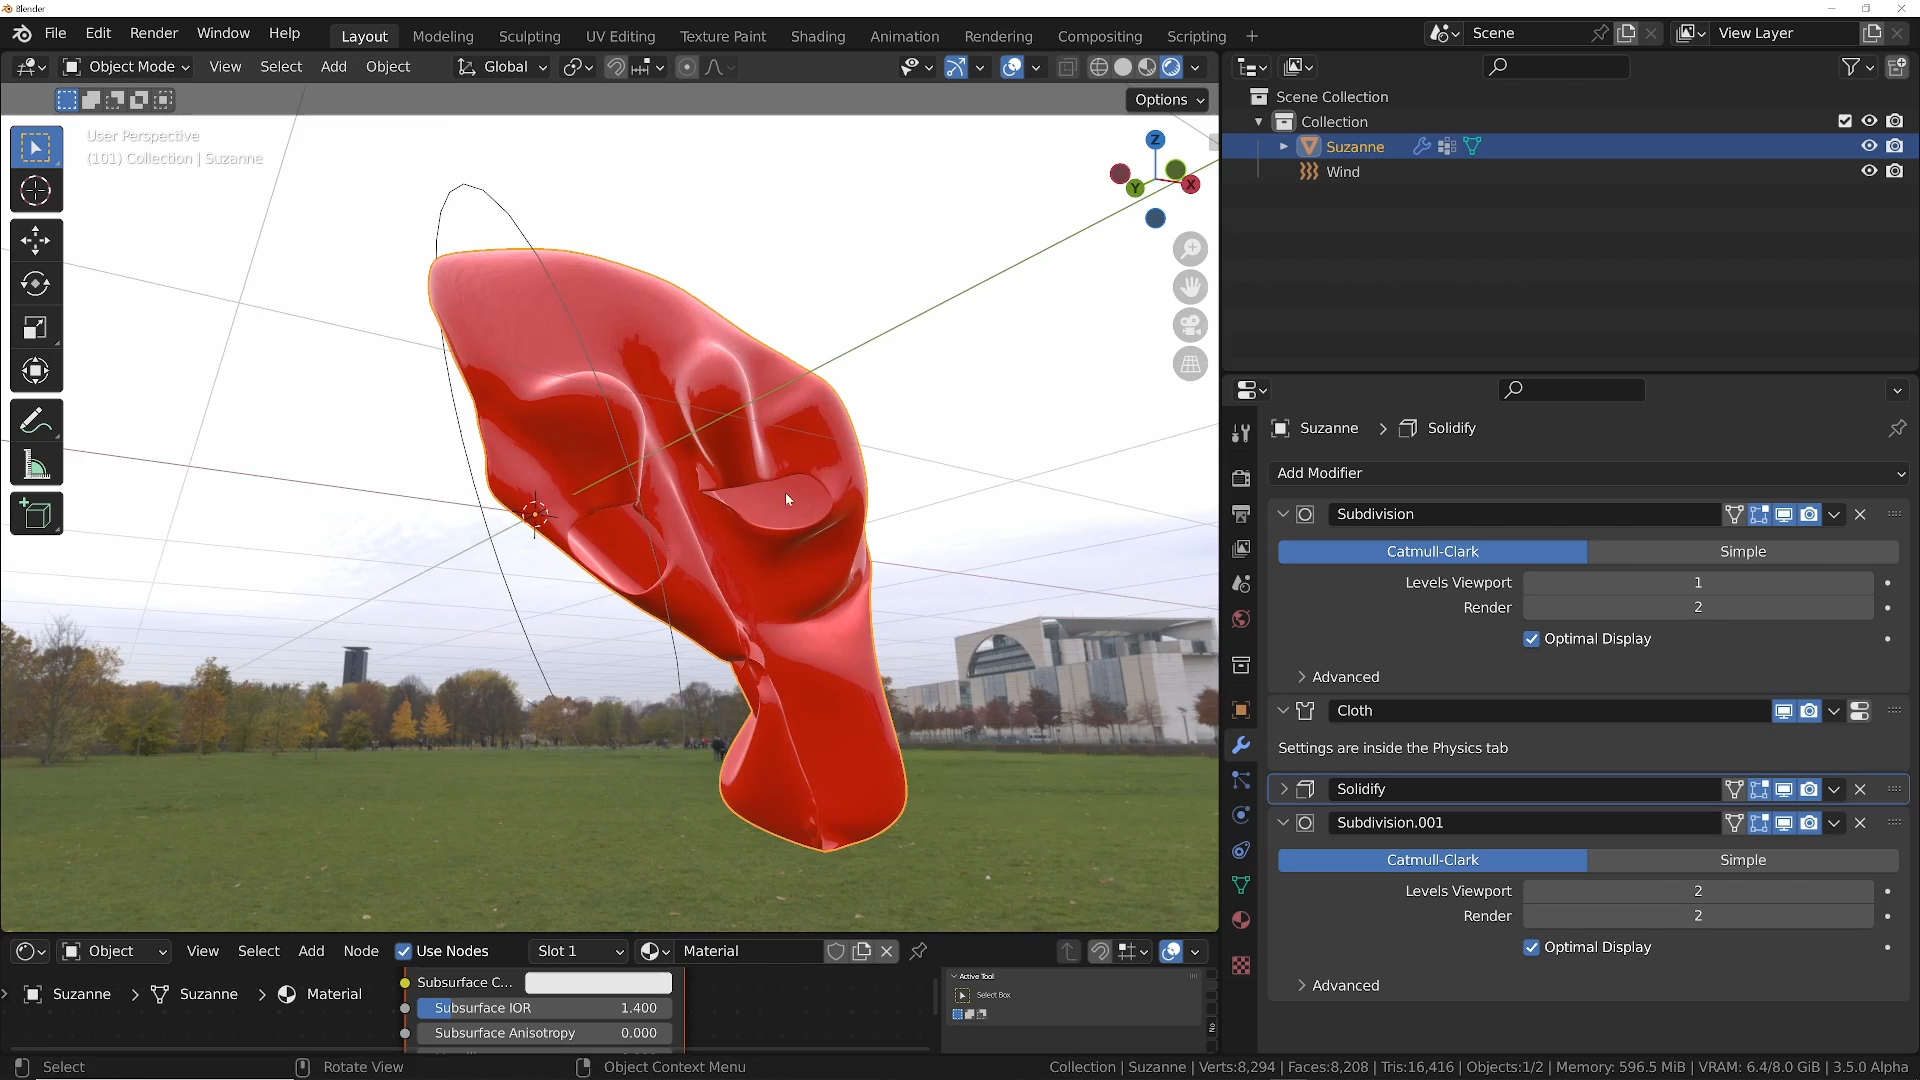 Blender
File Edit Render Window Help Layout Modeling Sculpting UV Editing Texture Paint Shading Animation Rendering Compositing Scripting + Scene View Layer
Object Mode View Select Add Object Global
Options
User Perspective
(101) Collection | Suzanne
Z
Y X
Scene Collection
Collection
Suzanne
Wind
Suzanne > Solidify
Add Modifier
Subdivision
Catmull-Clark Simple
Levels Viewport 1
Render 2
Optimal Display
Advanced
Cloth
Settings are inside the Physics tab
Solidify
Subdivision.001
Catmull-Clark Simple
Levels Viewport 2
Render 2
Optimal Display
Advanced
Object View Select Add Node Use Nodes Slot 1 Material
Suzanne > Suzanne > Material
Subsurface C...
Subsurface IOR 1.400
Subsurface Anisotropy 0.000
Active Tool
Select Box
No
Select Rotate View Object Context Menu Collection | Suzanne | Verts:8,294 | Faces:8,208 | Tris:16,416 | Objects:1/2 | Memory: 596.5 MiB | VRAM: 6.4/8.0 GiB | 3.5.0 Alpha